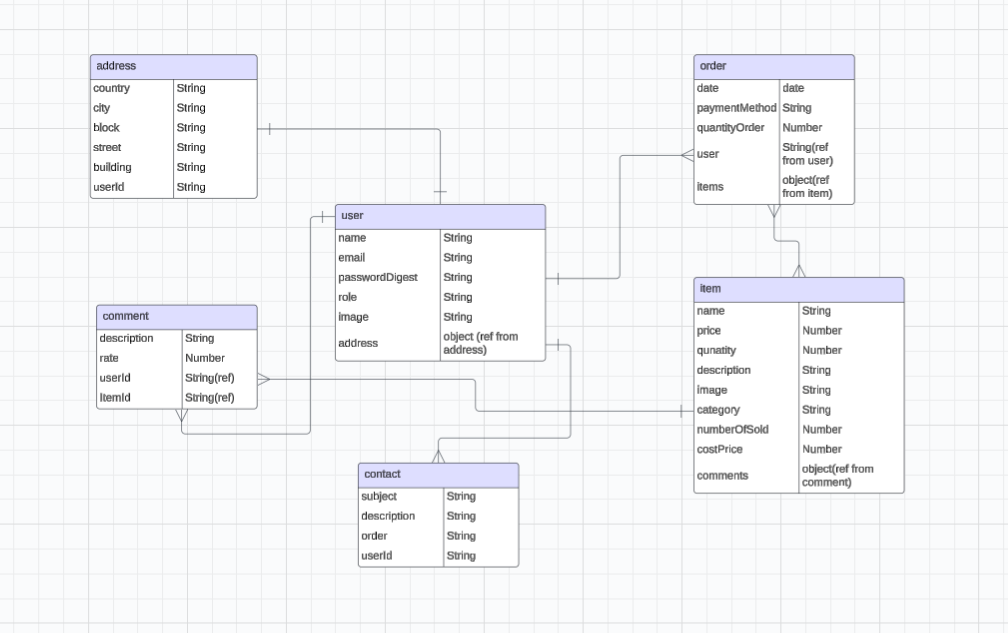 address
country String
city String
block String
street String
building String
userId String
order
date date
paymentMethod String
quantityOrder Number
user String(ref
from user)
items object(ref
from item)
user
name String
email String
passwordDigest String
role String
image String
address object (ref from
address)
comment
description String
rate Number
userId String(ref)
ItemId String(ref)
item
name String
price Number
qunatity Number
description String
image String
category String
numberOfSold Number
costPrice Number
comments object(ref from
comment)
contact
subject String
description String
order String
userId String